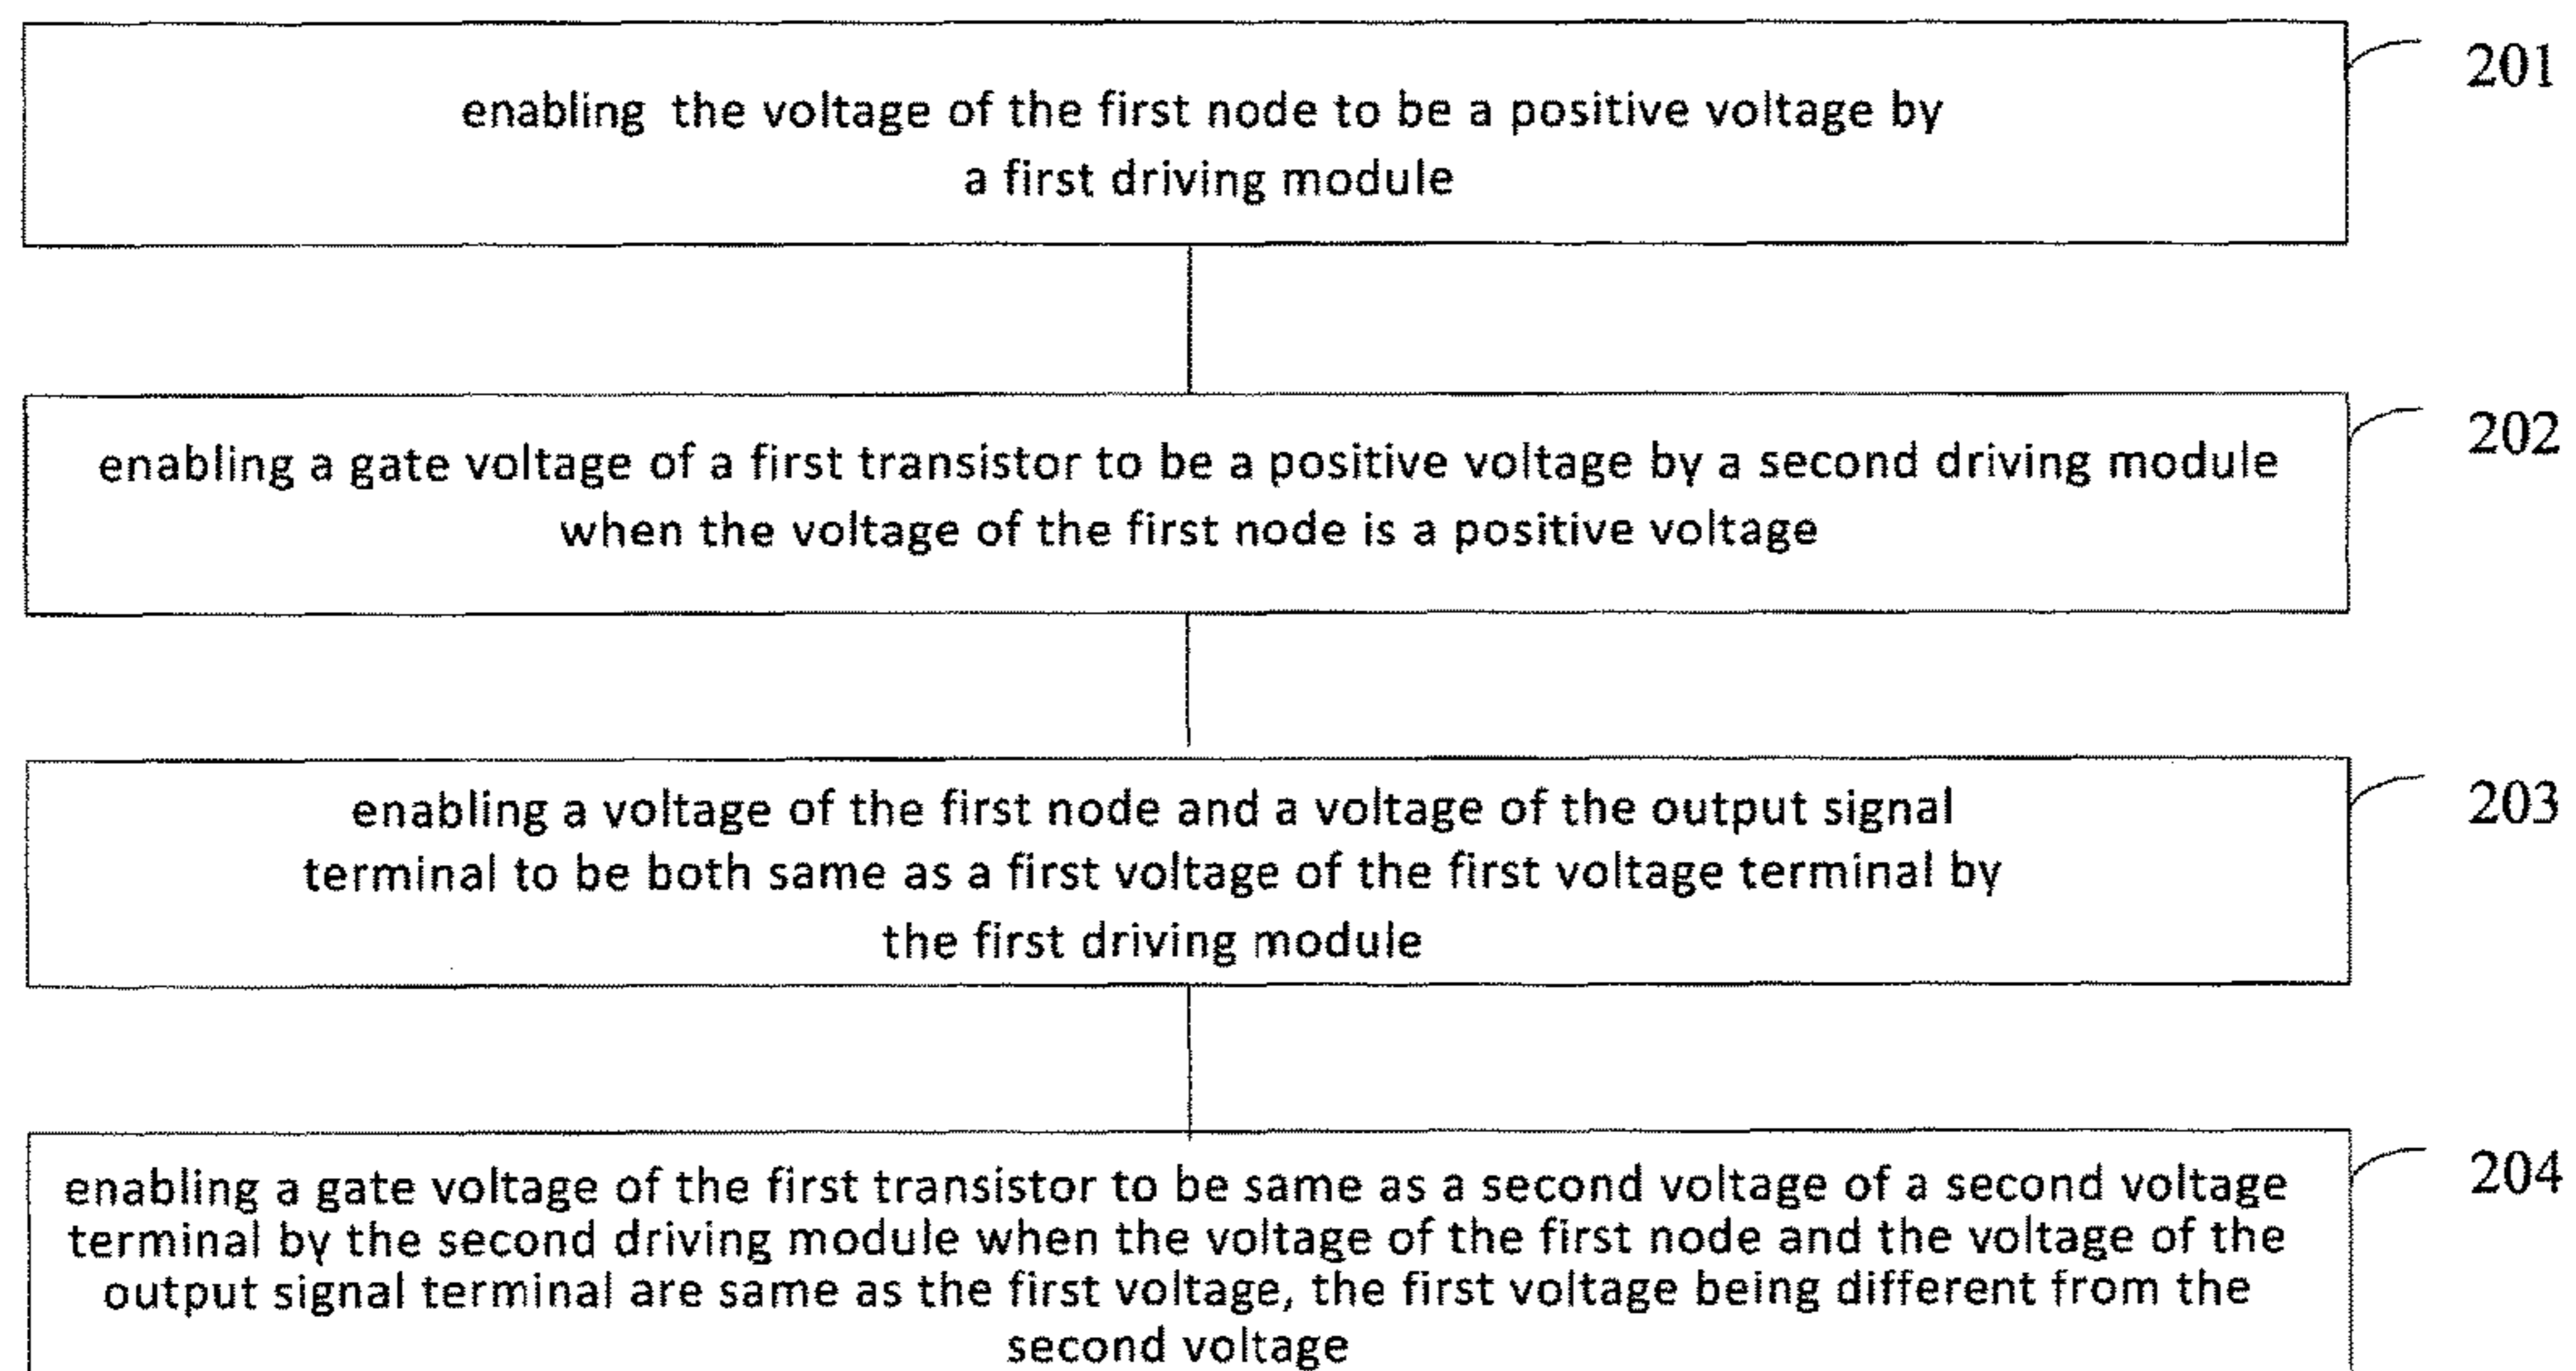 201
enabling the voltage of the first node to be a positive voltage by
a first driving module
202
enabling a gate voltage of a first transistor to be a positive voltage by a second driving module
when the voltage of the first node is a positive voltage
203
enabling a voltage of the first node and a voltage of the output signal
terminal to be both same as a first voltage of the first voltage terminal by
the first driving module
204
enabling a gate voltage of the first transistor to be same as a second voltage of a second voltage
terminal by the second driving module when the voltage of the first node and the voltage of the
output signal terminal are same as the first voltage, the first voltage being different from the
second voltage